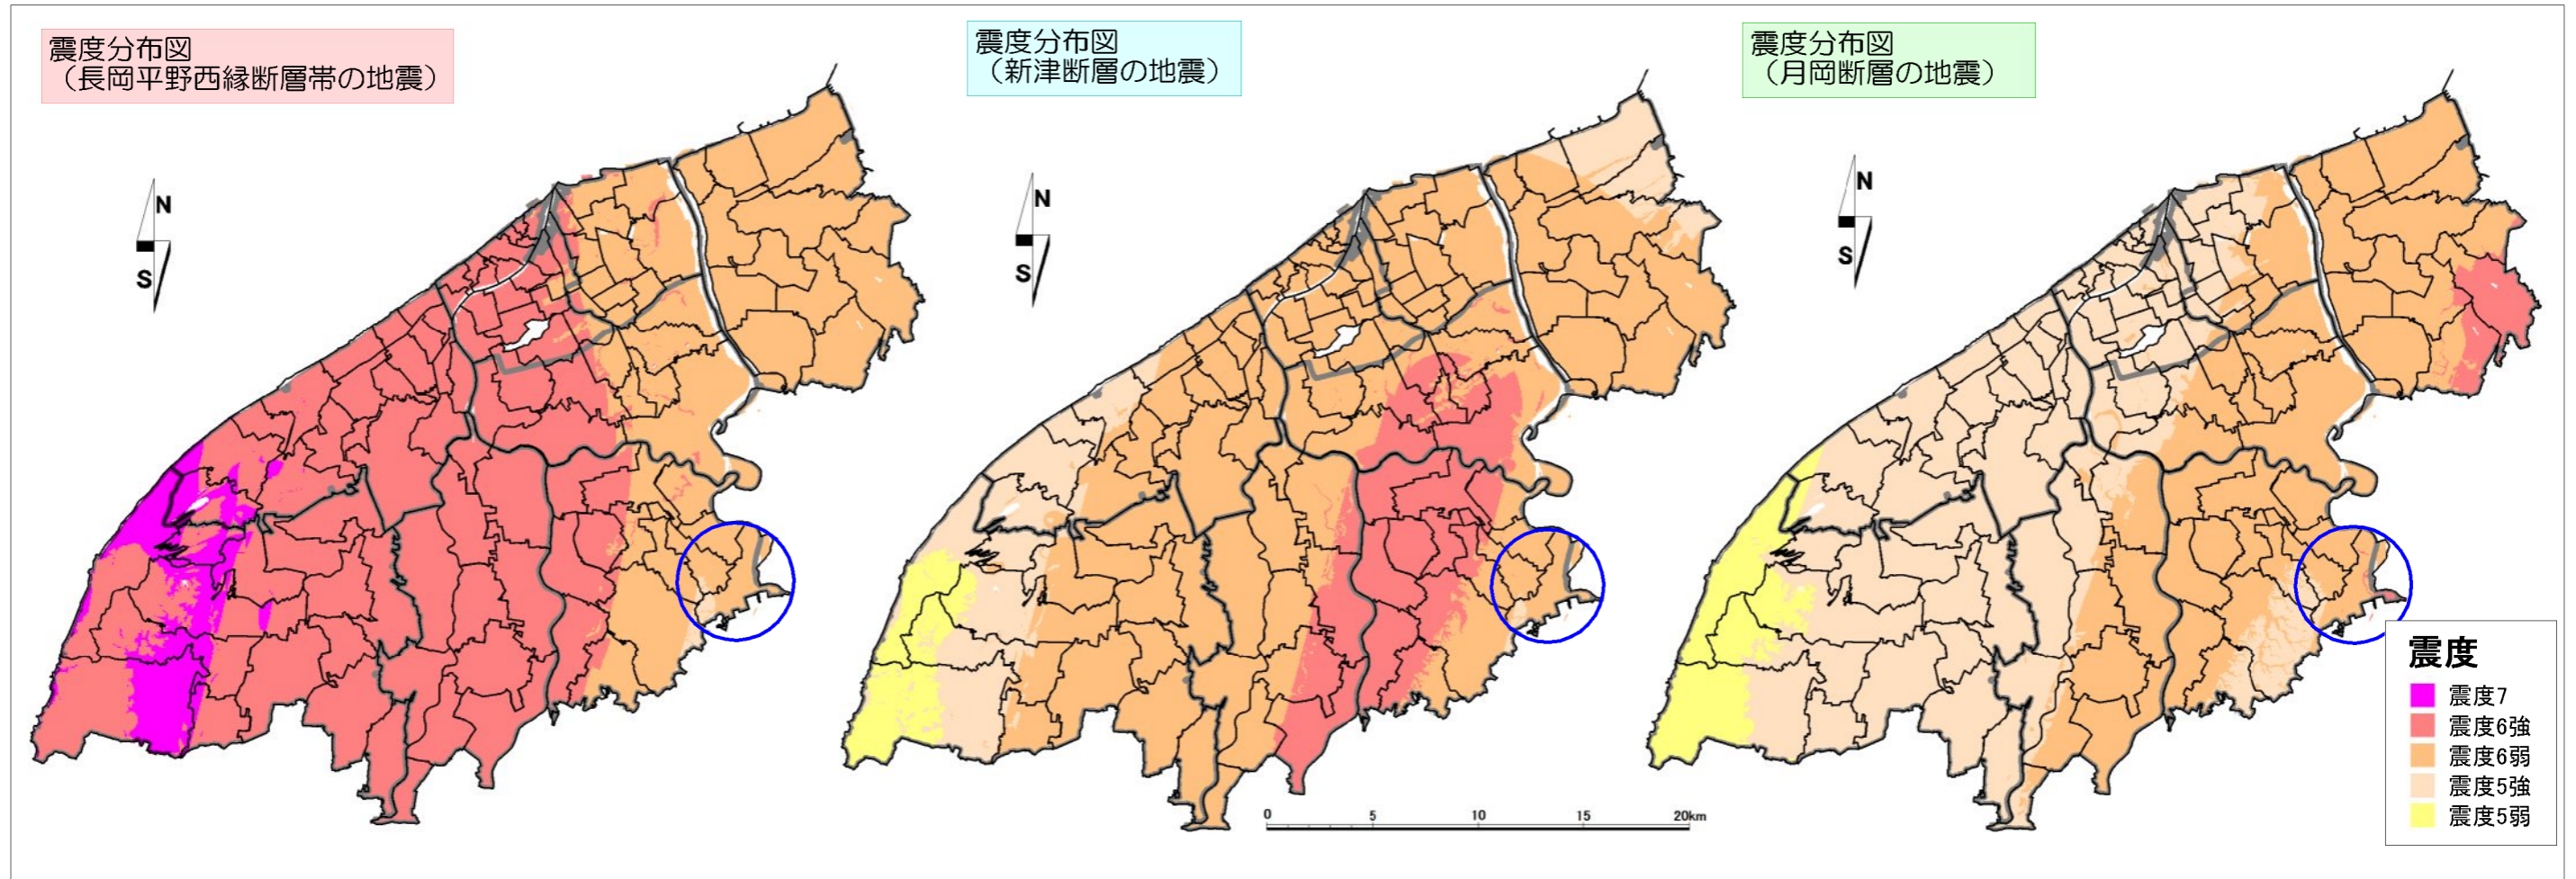 震度分布図
（長岡平野西縁断層帯の地震）
震度分布図
（新津断層の地震）
震度分布図
（月岡断層の地震）
N
S
N
S
N
S
0 5 10 15 20km
震度
震度7
震度6強
震度6弱
震度5強
震度5弱